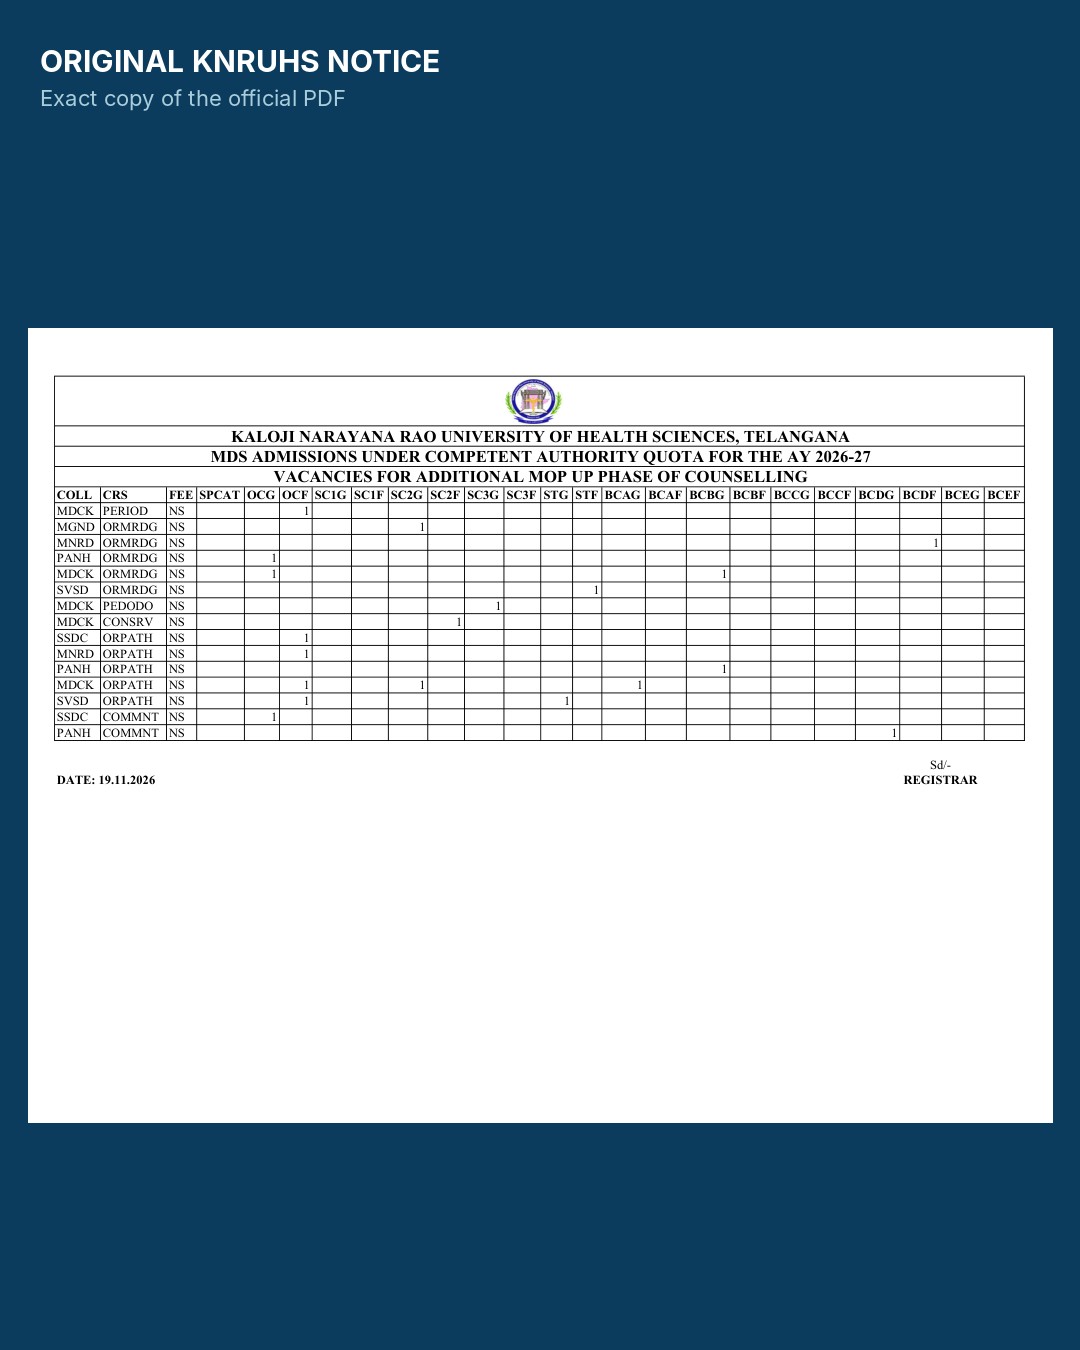 ORIGINAL KNRUHS NOTICE
Exact copy of the official PDF
KALOJI NARAYANA RAO UNIVERSITY OF HEALTH SCIENCES, TELANGANA
MDS ADMISSIONS UNDER COMPETENT AUTHORITY QUOTA FOR THE AY 2026-27
VACANCIES FOR ADDITIONAL MOP UP PHASE OF COUNSELLING
COLL CRS FEE SPCAT OCG OCF SC1G SC1F SC2G SC2F SC3G SC3F STG STF BCAG BCAF BCBG BCBF BCCG BCCF BCDG BCDF BCEG BCEF
MDCK PERIOD NS 1
MGND ORMRDG NS 1
MNRD ORMRDG NS 1
PANH ORMRDG NS 1
MDCK ORMRDG NS 1 1
SVSD ORMRDG NS 1
MDCK PEDODO NS 1
MDCK CONSRV NS 1
SSDC ORPATH NS 1
MNRD ORPATH NS 1
PANH ORPATH NS 1
MDCK ORPATH NS 1 1 1
SVSD ORPATH NS 1 1
SSDC COMMNT NS 1
PANH COMMNT NS 1
Sd/-
DATE: 19.11.2026 REGISTRAR